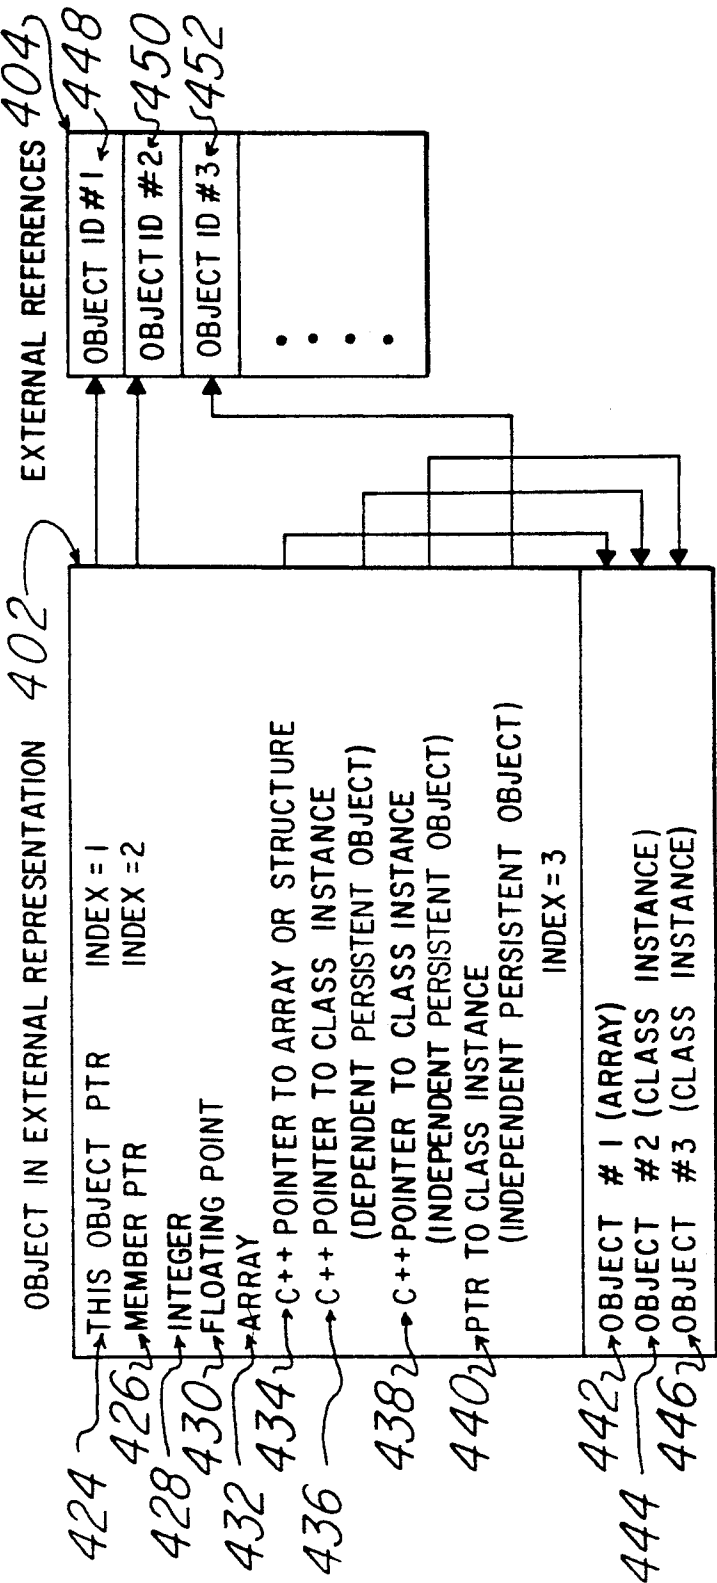 OBJECT IN EXTERNAL REPRESENTATION 402
EXTERNAL REFERENCES 404
424 THIS OBJECT PTR INDEX = 1
426 MEMBER PTR INDEX = 2
428 INTEGER
430 FLOATING POINT
432 ARRAY
434 C++ POINTER TO ARRAY OR STRUCTURE
436 C++ POINTER TO CLASS INSTANCE
(DEPENDENT PERSISTENT OBJECT)
438 C++ POINTER TO CLASS INSTANCE
(INDEPENDENT PERSISTENT OBJECT)
440 PTR TO CLASS INSTANCE
(INDEPENDENT PERSISTENT OBJECT)
INDEX = 3
442 OBJECT # 1 (ARRAY)
444 OBJECT #2 (CLASS INSTANCE)
446 OBJECT #3 (CLASS INSTANCE)
OBJECT ID #1 448
OBJECT ID #2 450
OBJECT ID #3 452